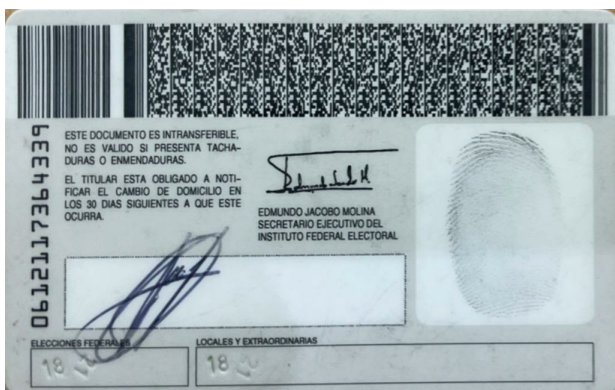 0612117364339
ESTE DOCUMENTO ES INTRANSFERIBLE,
NO ES VALIDO SI PRESENTA TACHA-
DURAS O ENMENDADURAS.
EL TITULAR ESTA OBLIGADO A NOTI-
FICAR EL CAMBIO DE DOMICILIO EN
LOS 30 DIAS SIGUIENTES A QUE ESTE
OCURRA.
EDMUNDO JACOBO MOLINA
SECRETARIO EJECUTIVO DEL
INSTITUTO FEDERAL ELECTORAL
ELECCIONES FEDERALES
LOCALES Y EXTRAORDINARIAS
18
18